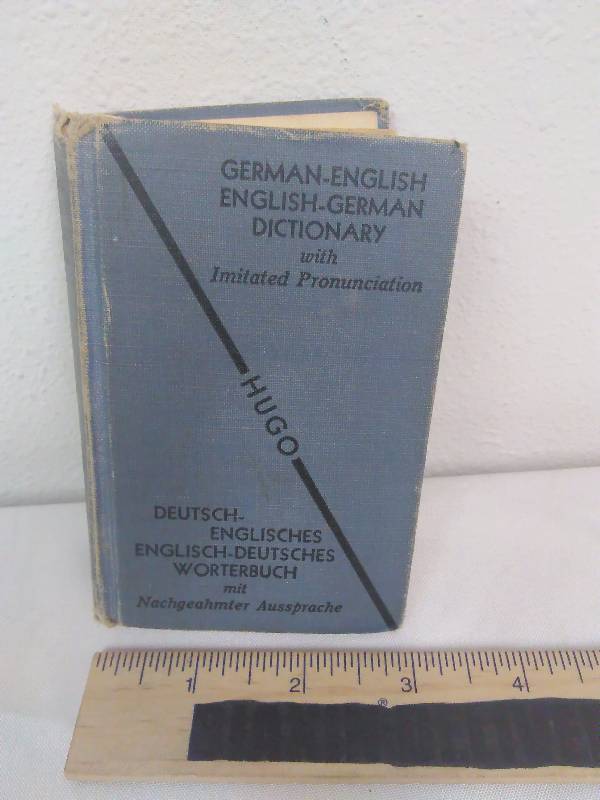 GERMAN-ENGLISH
ENGLISH-GERMAN
DICTIONARY
with
Imitated Pronunciation
HUGO
DEUTSCH-
ENGLISCHES
ENGLISCH-DEUTSCHES
WORTERBUCH
mit
Nachgeahmter Aussprache
1 2 3 4
®